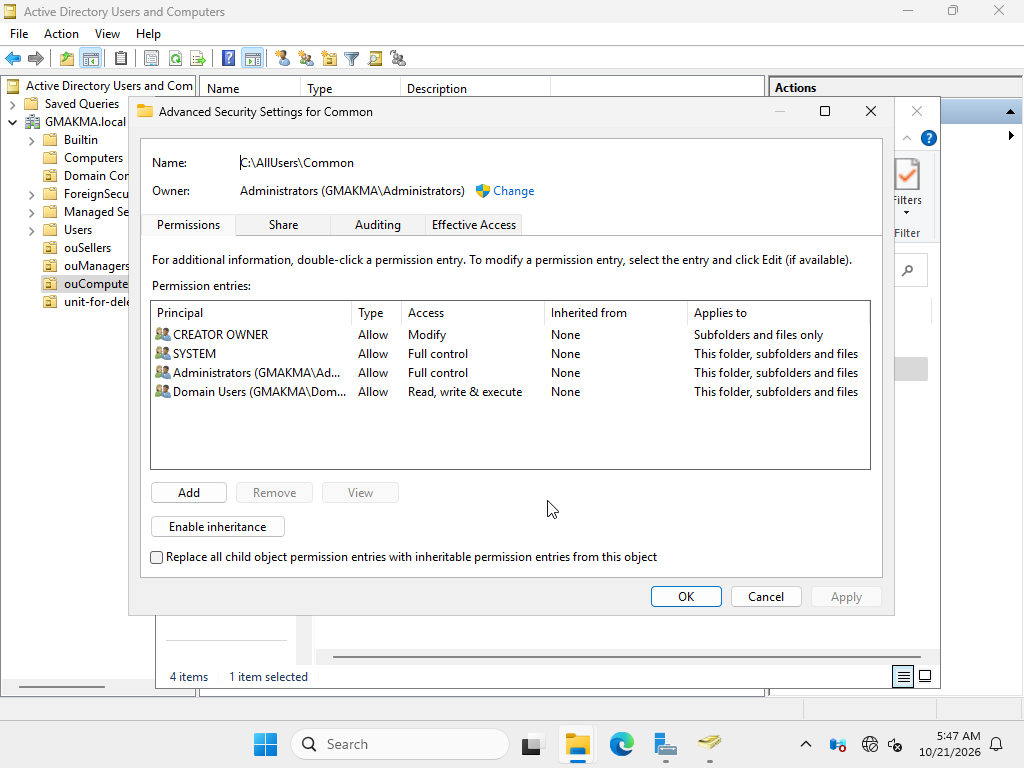 Active Directory Users and Computers
File Action View Help
Active Directory Users and Com
Saved Queries
GMAKMA.local
Builtin
Computers
Domain Con
ForeignSecu
Managed Se
Users
ouSellers
ouManagers
ouCompute
unit-for-dele
Name Type Description
Actions
Advanced Security Settings for Common
Name: C:\AllUsers\Common
Owner: Administrators (GMAKMA\Administrators) Change
Permissions Share Auditing Effective Access
For additional information, double-click a permission entry. To modify a permission entry, select the entry and click Edit (if available).
Permission entries:
Principal Type Access Inherited from Applies to
CREATOR OWNER Allow Modify None Subfolders and files only
SYSTEM Allow Full control None This folder, subfolders and files
Administrators (GMAKMA\Ad... Allow Full control None This folder, subfolders and files
Domain Users (GMAKMA\Dom... Allow Read, write & execute None This folder, subfolders and files
Add Remove View
Enable inheritance
Replace all child object permission entries with inheritable permission entries from this object
OK Cancel Apply
Filters
Filter
4 items 1 item selected
Search
5:47 AM
10/21/2026